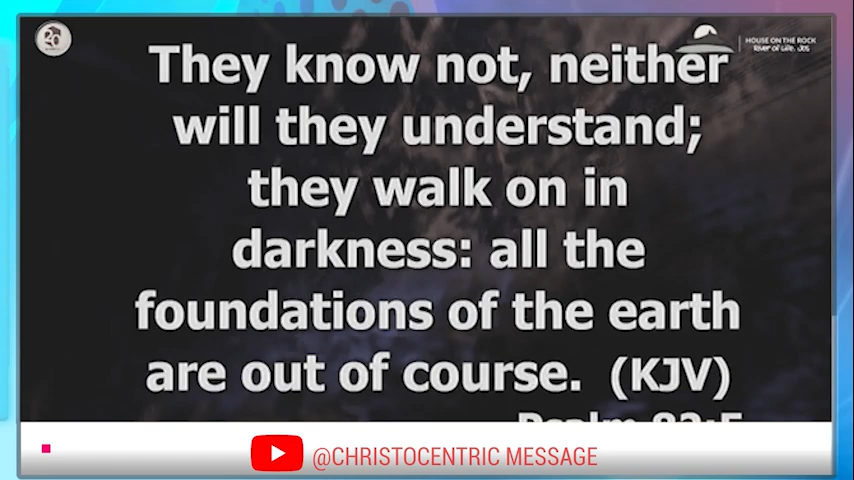 20
HOUSE ON THE ROCK
River of Life, Jos
They know not, neither
will they understand;
they walk on in
darkness: all the
foundations of the earth
are out of course. (KJV)
Psalm 82:5
@CHRISTOCENTRIC MESSAGE